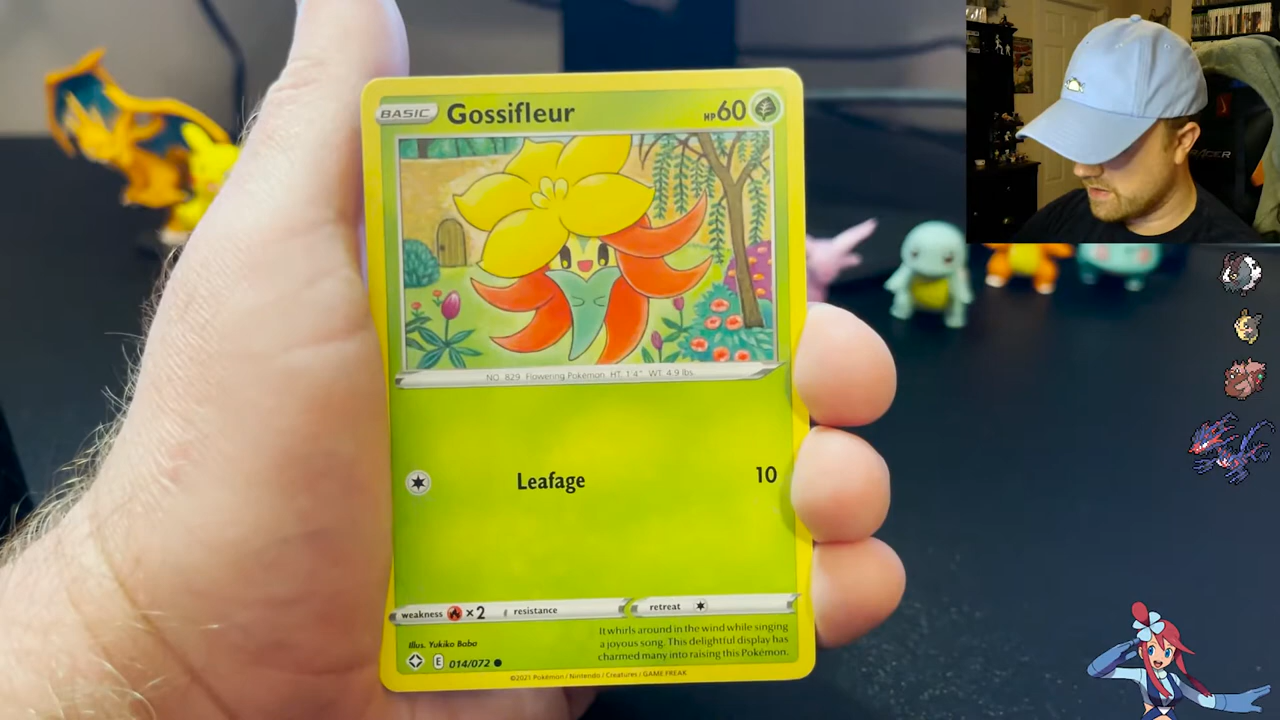 BASIC Gossifleur HP 60
NO. 829 Flowering Pokémon HT: 1'4" WT: 4.9 lbs.
Leafage 10
weakness ×2 resistance retreat
Illus. Yukiko Baba
It whirls around in the wind while singing
a joyous song. This delightful display has
charmed many into raising this Pokémon.
E 014/072
©2021 Pokémon / Nintendo / Creatures / GAME FREAK